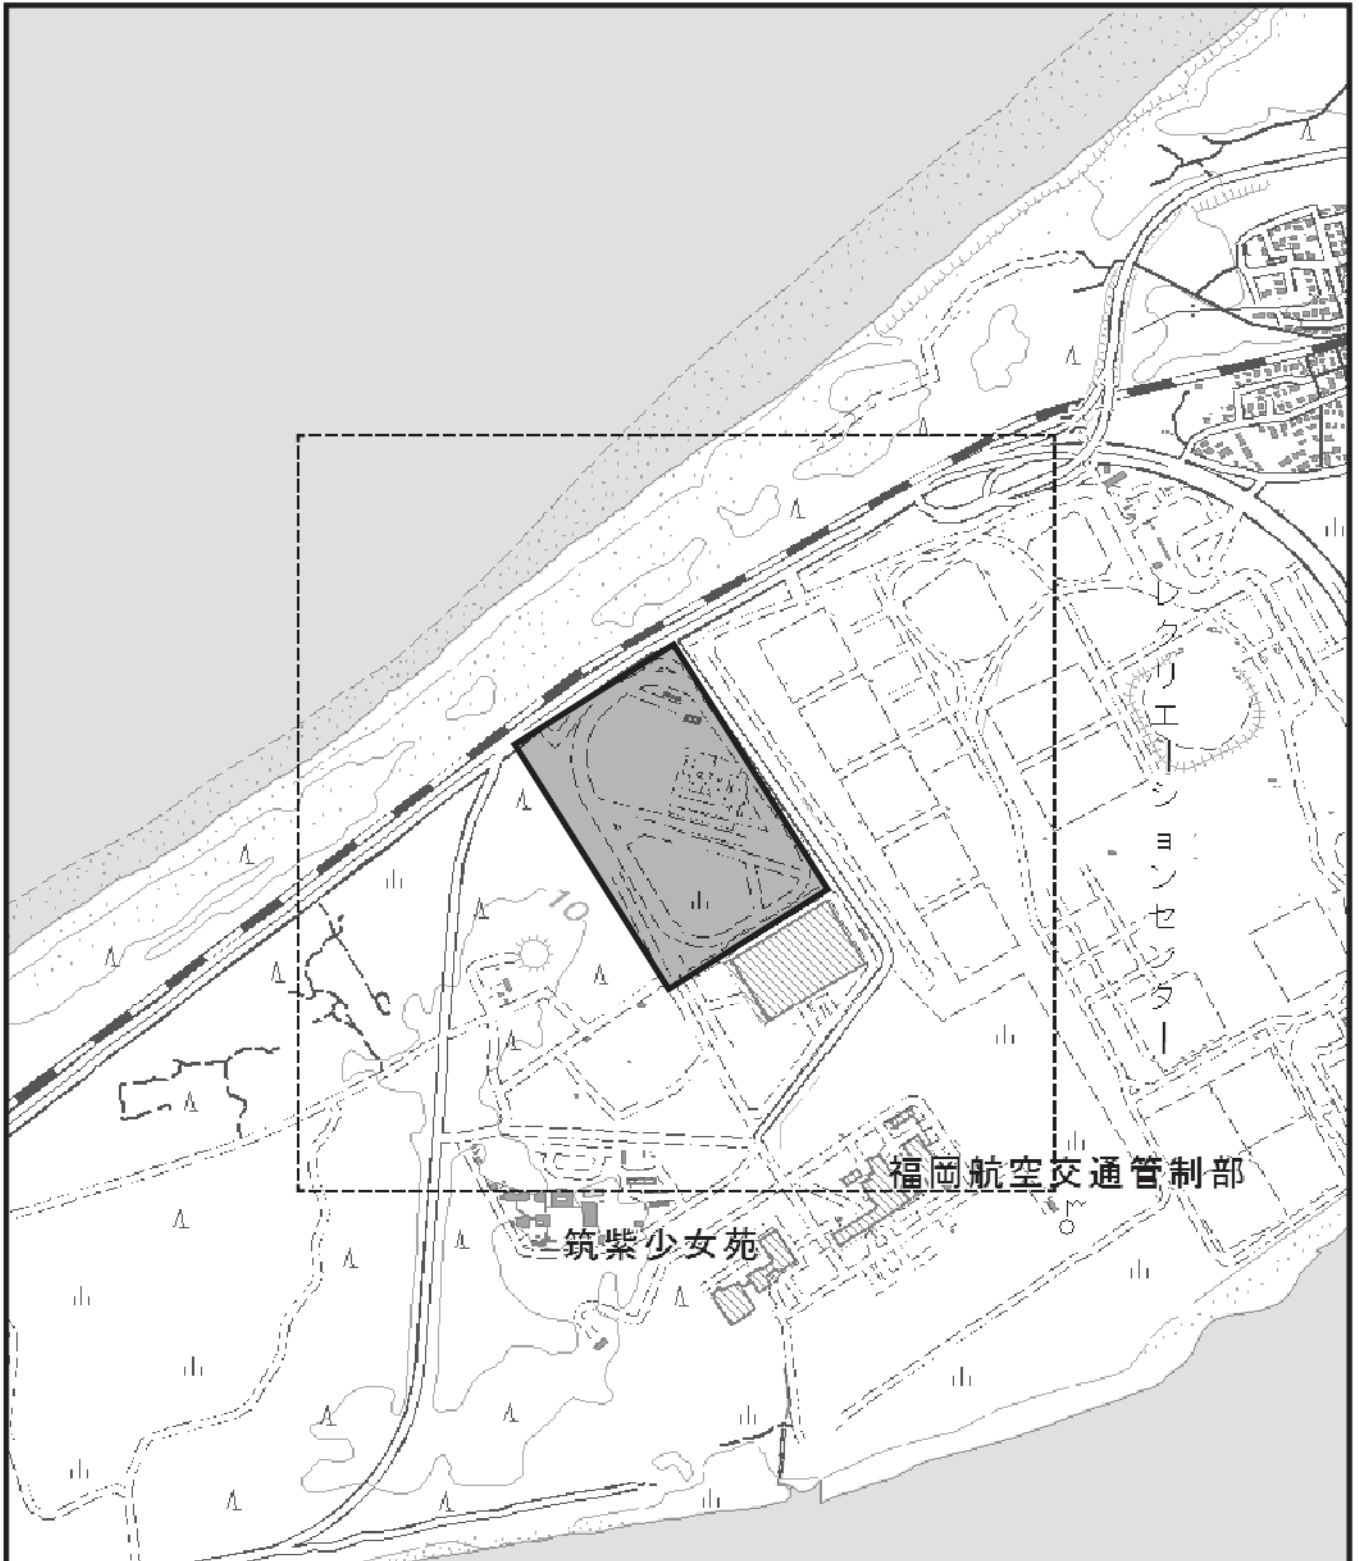 レクリエーションセンター
10
福岡航空交通管制部
筑紫少女苑